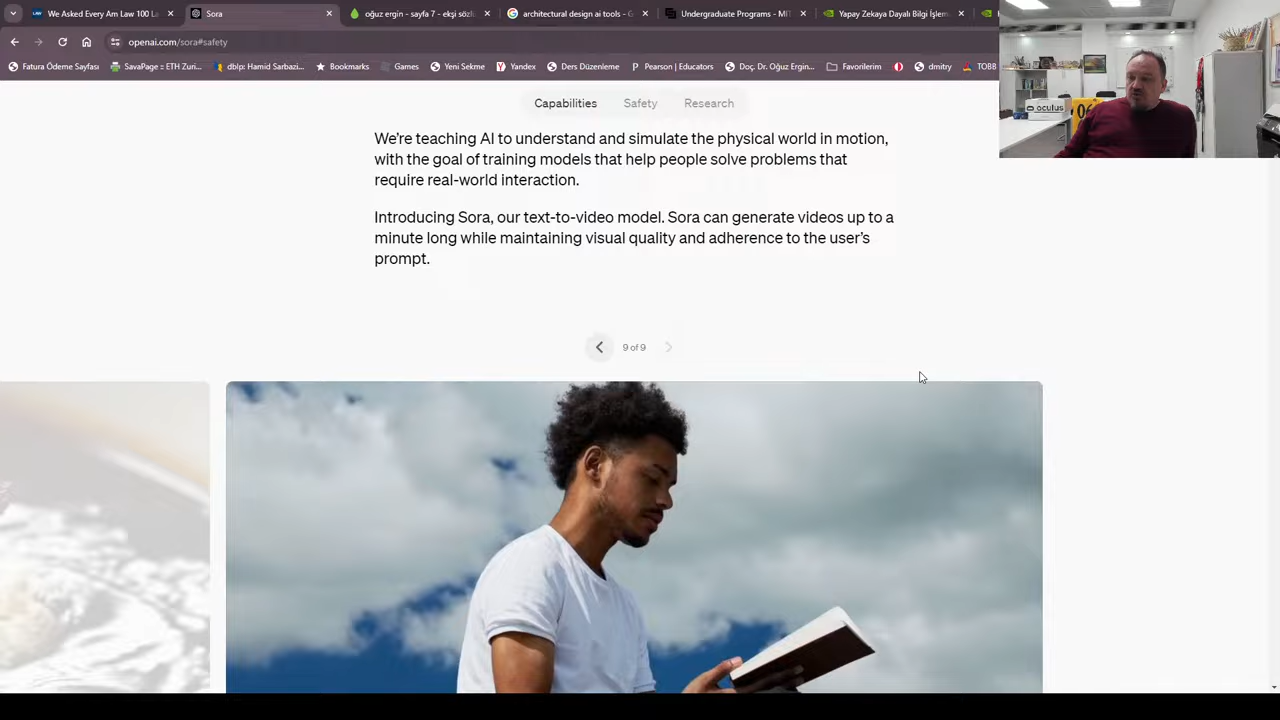 We Asked Every Am Law 100 La
Sora
oğuz ergin - sayfa 7 - ekşi sözlü
architectural design ai tools - G
Undergraduate Programs - MIT
Yapay Zekaya Dayalı Bilgi İşlem
openai.com/sora#safety
Fatura Ödeme Sayfası
SavaPage :: ETH Zuri...
dblp: Hamid Sarbazi...
Bookmarks
Games
Yeni Sekme
Yandex
Ders Düzenleme
Pearson | Educators
Doç. Dr. Oğuz Ergin...
Favorilerim
dmitry
TOBB
oculus
06
Capabilities
Safety
Research
We're teaching AI to understand and simulate the physical world in motion,
with the goal of training models that help people solve problems that
require real-world interaction.
Introducing Sora, our text-to-video model. Sora can generate videos up to a
minute long while maintaining visual quality and adherence to the user's
prompt.
9 of 9